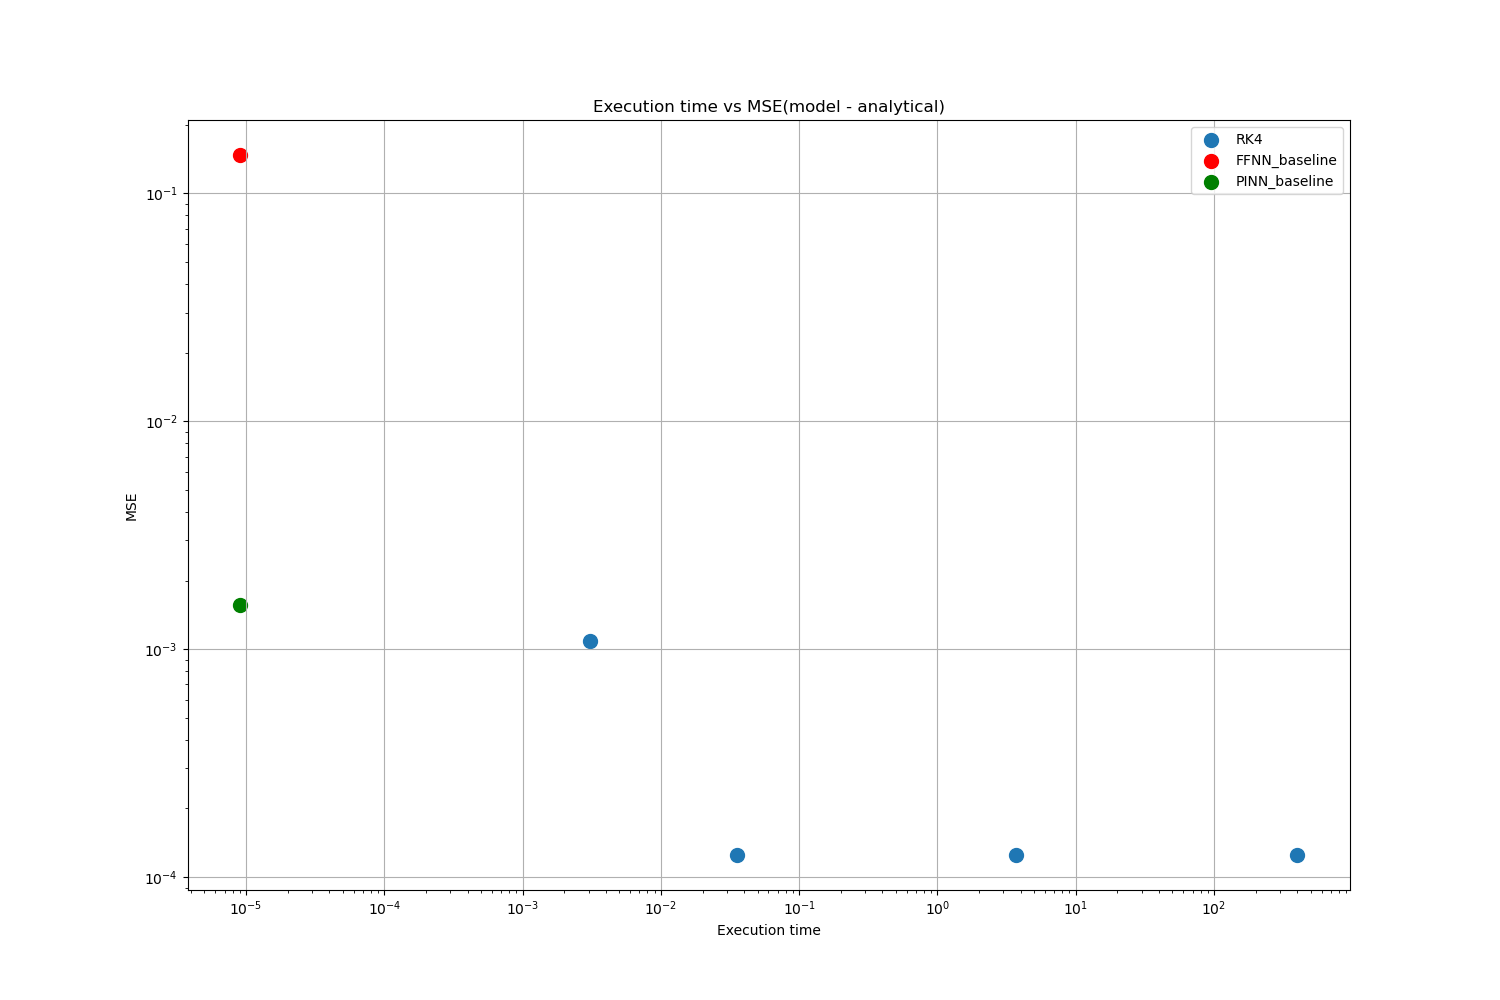 Execution time vs MSE(model - analytical)
RK4
FFNN_baseline
PINN_baseline
MSE
10⁻¹
10⁻²
10⁻³
10⁻⁴
10⁻⁵ 10⁻⁴ 10⁻³ 10⁻² 10⁻¹ 10⁰ 10¹ 10²
Execution time